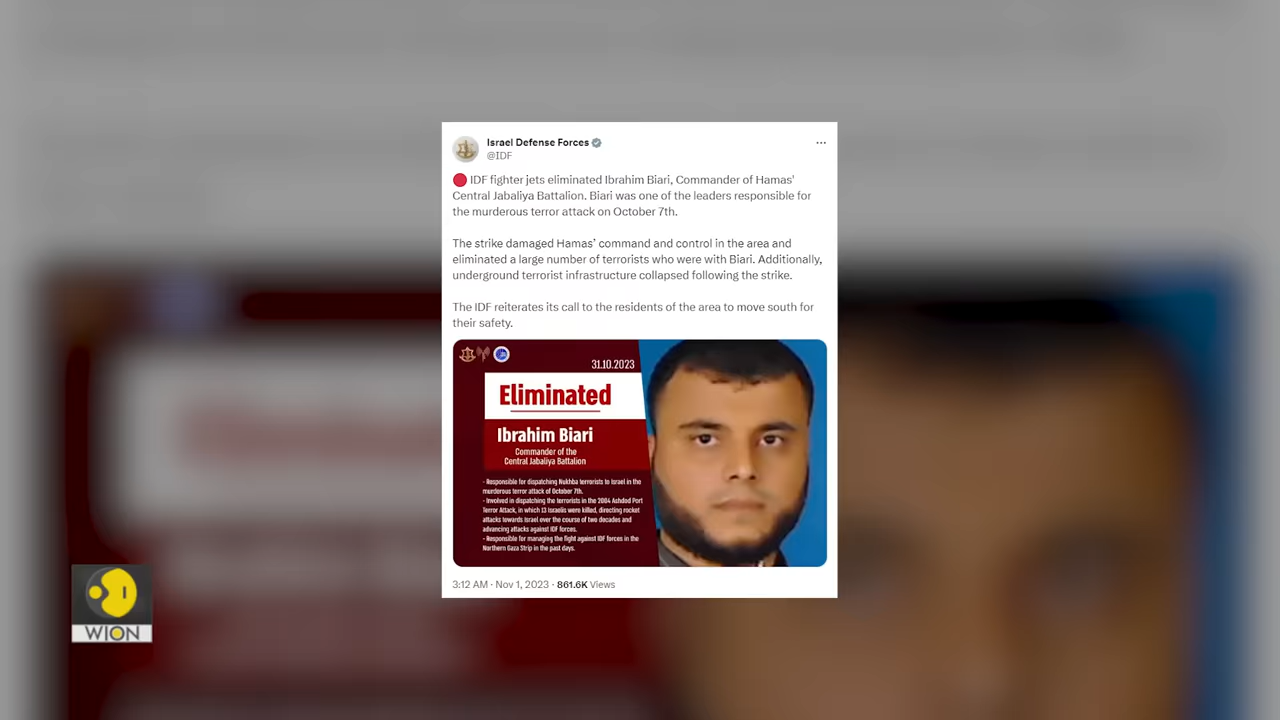 Israel Defense Forces
@IDF
🔴 IDF fighter jets eliminated Ibrahim Biari, Commander of Hamas'
Central Jabaliya Battalion. Biari was one of the leaders responsible for
the murderous terror attack on October 7th.
The strike damaged Hamas’ command and control in the area and
eliminated a large number of terrorists who were with Biari. Additionally,
underground terrorist infrastructure collapsed following the strike.
The IDF reiterates its call to the residents of the area to move south for
their safety.
31.10.2023
Eliminated
Ibrahim Biari
Commander of the
Central Jabaliya Battalion
- Responsible for dispatching Nukhba terrorists to Israel in the
murderous terror attack of October 7th.
- Involved in dispatching the terrorists in the 2004 Ashdod Port
Terror Attack, in which 13 Israelis were killed, directing rocket
attacks towards Israel over the course of two decades and
advancing attacks against IDF forces.
- Responsible for managing the fight against IDF forces in the
Northern Gaza Strip in the past days.
3:12 AM · Nov 1, 2023 · 861.6K Views
WION